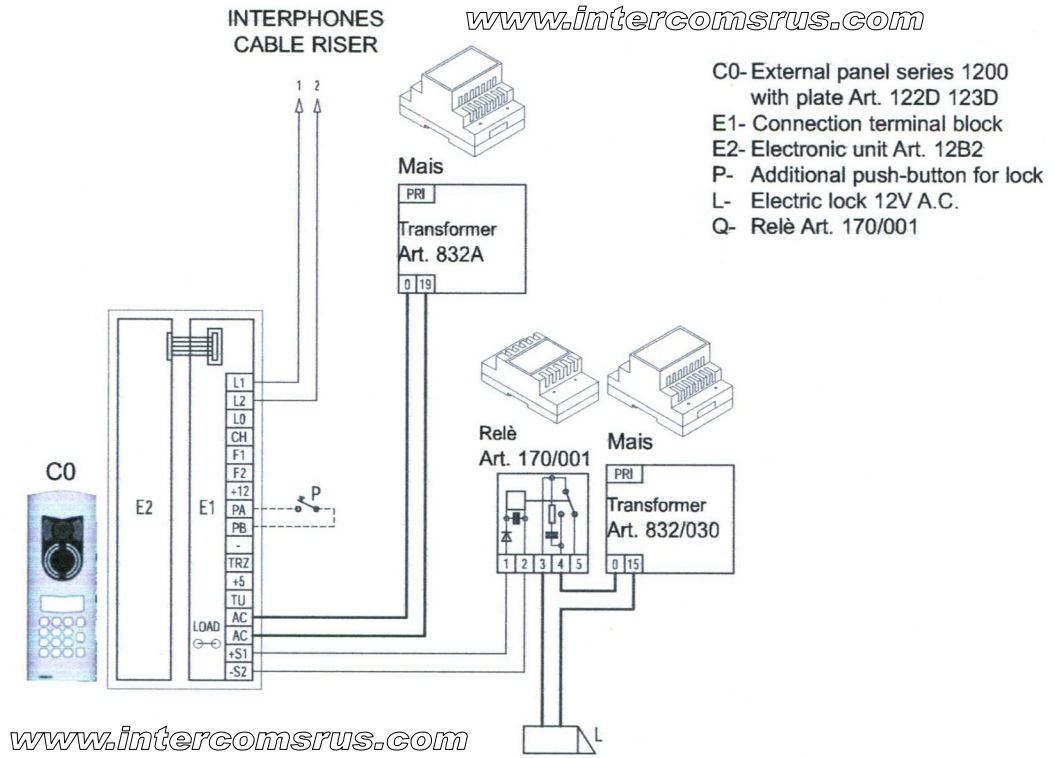 INTERPHONES
CABLE RISER
www.intercomsrus.com
C0- External panel series 1200
with plate Art. 122D 123D
E1- Connection terminal block
E2- Electronic unit Art. 12B2
P- Additional push-button for lock
L- Electric lock 12V A.C.
Q- Relè Art. 170/001
1 2
Mais
PRI
Transformer
Art. 832A
0 19
C0
E2
E1
L1
L2
L0
CH
F1
F2
+12
PA
PB
-
TRZ
+5
TU
AC
AC
+S1
-S2
LOAD
P
Relè
Art. 170/001
1 2 3 4 5
Mais
PRI
Transformer
Art. 832/030
0 15
L
www.intercomsrus.com